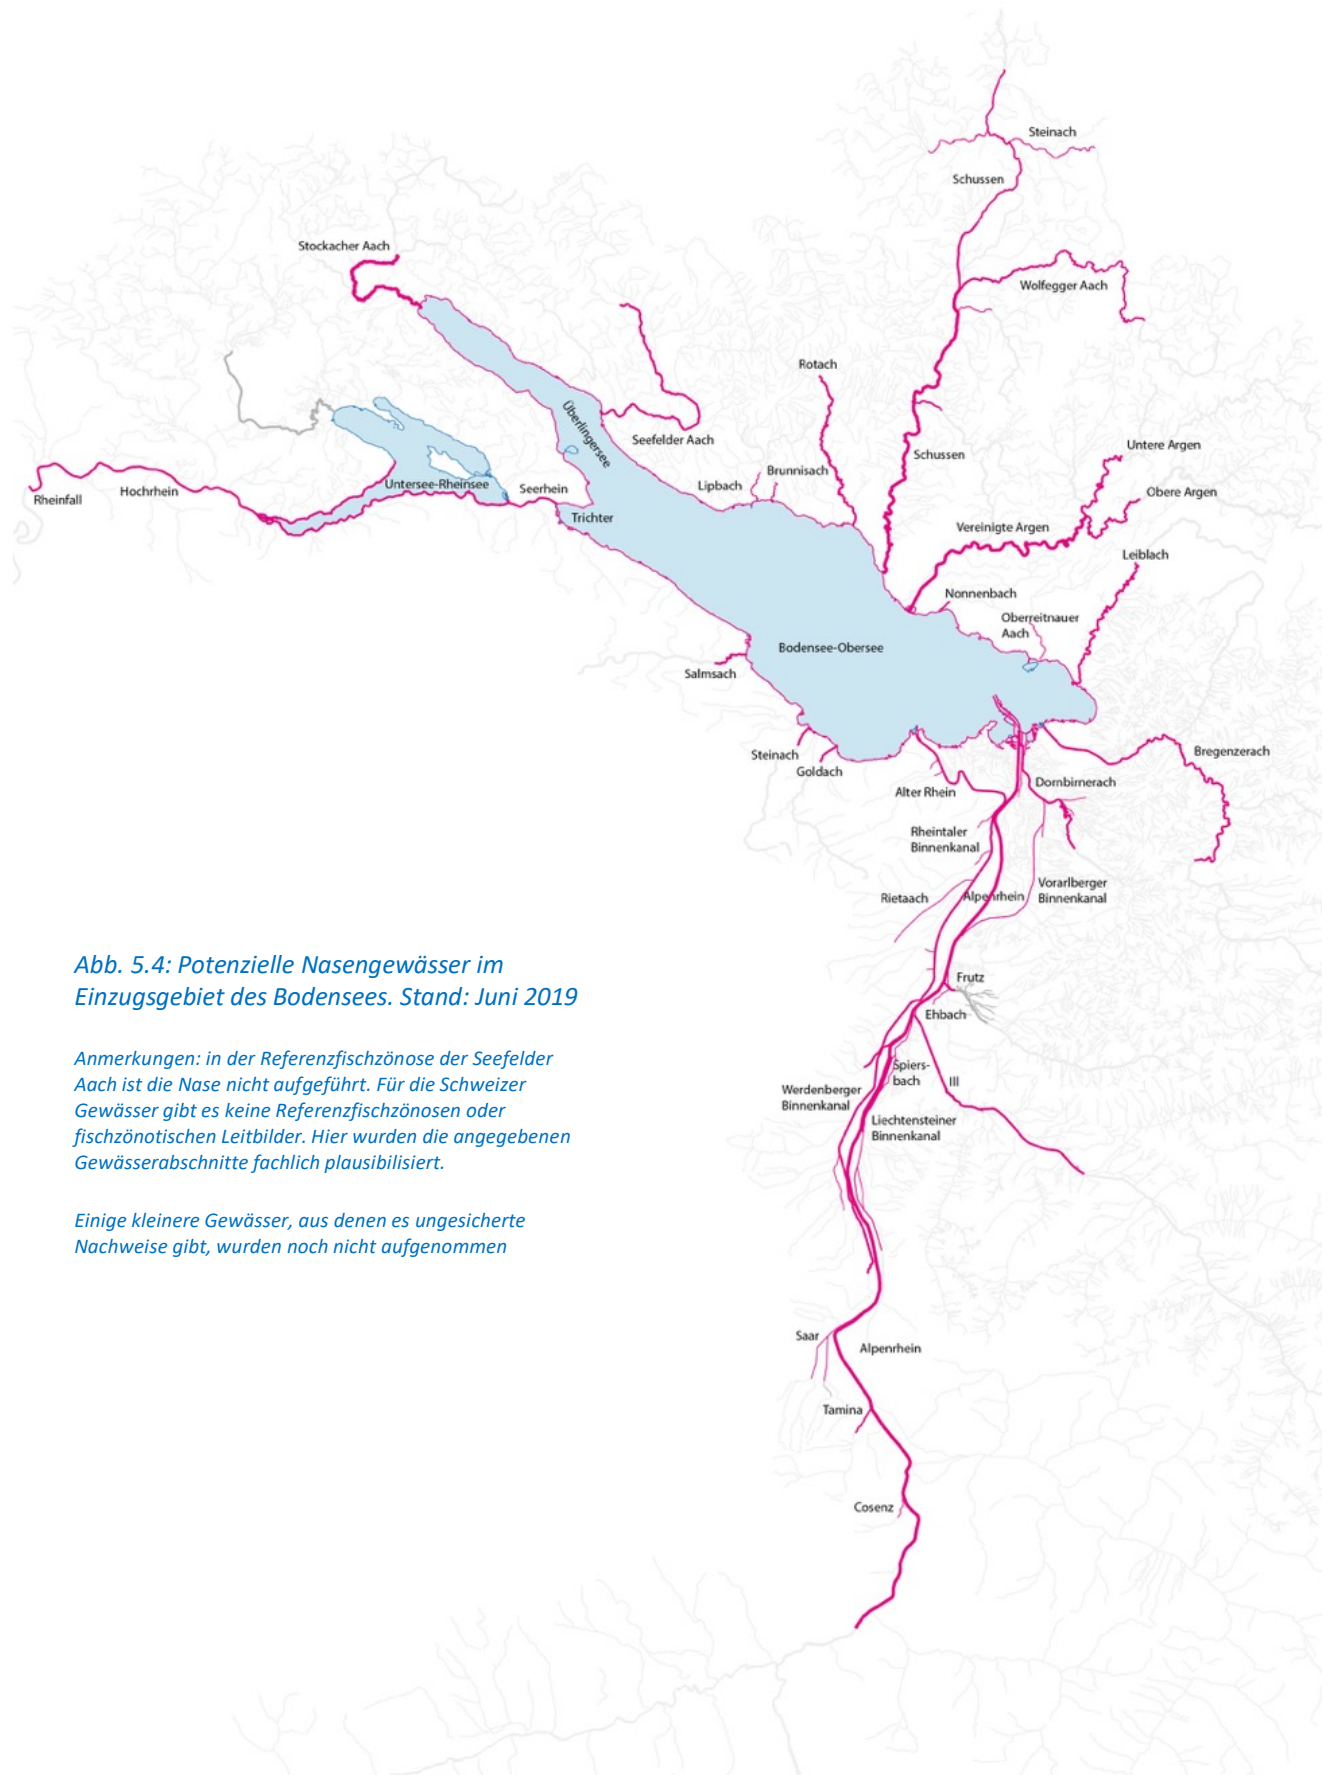 Steinach
Schussen
Stockacher Aach
Wolfegger Aach
Rotach
Überlingersee
Seefelder Aach
Untere Argen
Schussen
Brunnisach
Lipbach
Untersee-Rheinsee
Seerhein
Obere Argen
Hochrhein
Rheinfall
Trichter
Vereinigte Argen
Leiblach
Nonnenbach
Oberreitnauer
Aach
Bodensee-Obersee
Salmsach
Steinach
Goldach
Bregenzerach
Dornbirnerach
Alter Rhein
Rheintaler
Binnenkanal
Vorarlberger
Binnenkanal
Rietaach
Alpenrhein
Frutz
Ehbach
Spiers-
bach
Ill
Werdenberger
Binnenkanal
Liechtensteiner
Binnenkanal
Saar
Alpenrhein
Tamina
Cosenz
Abb. 5.4: Potenzielle Nasengewässer im
Einzugsgebiet des Bodensees. Stand: Juni 2019
Anmerkungen: in der Referenzfischzönose der Seefelder
Aach ist die Nase nicht aufgeführt. Für die Schweizer
Gewässer gibt es keine Referenzfischzönosen oder
fischzönotischen Leitbilder. Hier wurden die angegebenen
Gewässerabschnitte fachlich plausibilisiert.
Einige kleinere Gewässer, aus denen es ungesicherte
Nachweise gibt, wurden noch nicht aufgenommen